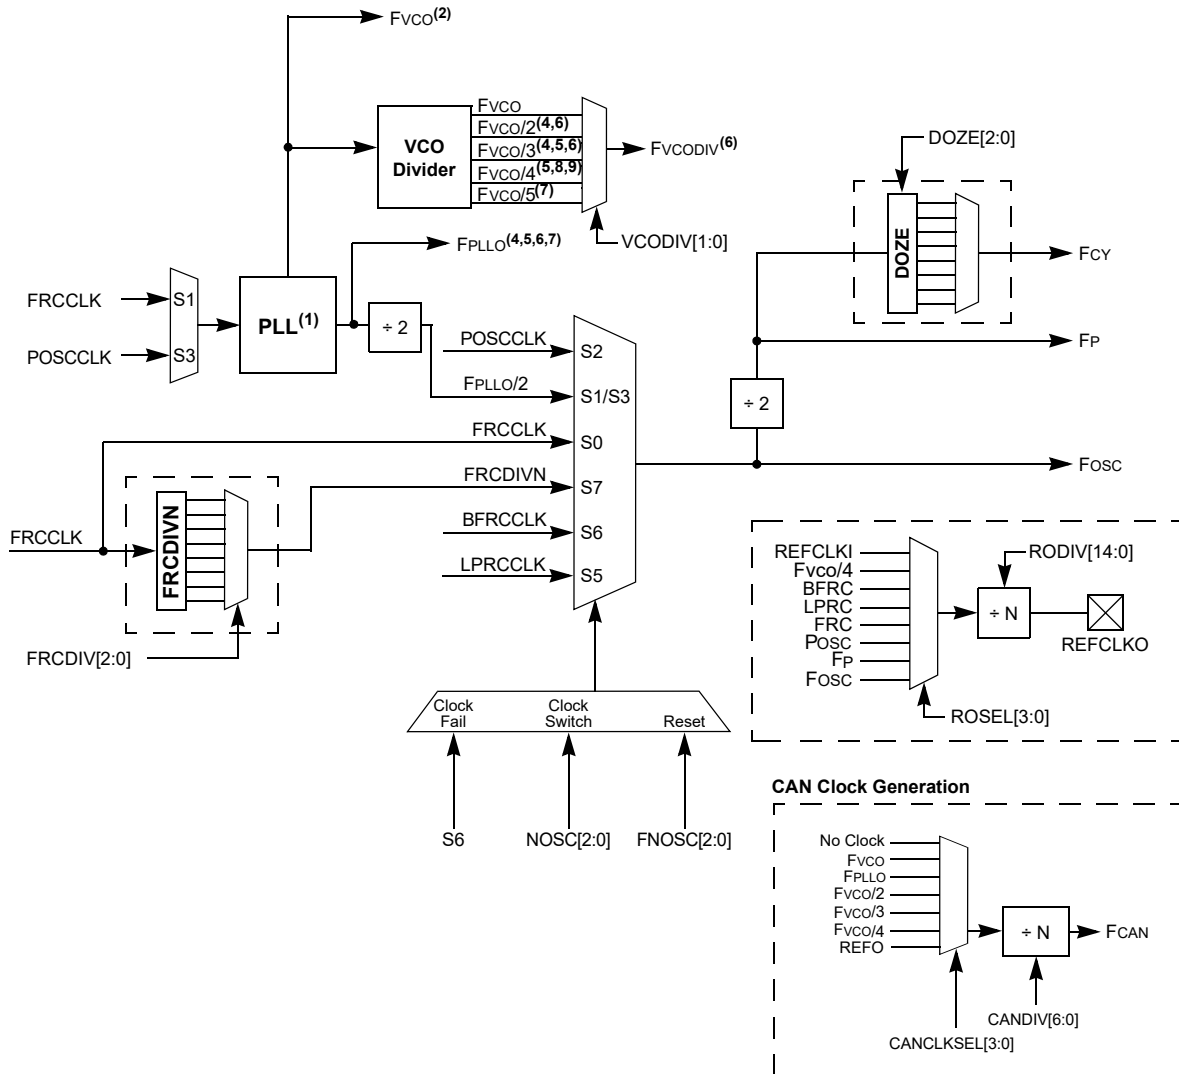 FVCO(2)
VCO
Divider
FVCO
FVCO/2(4,6)
FVCO/3(4,5,6)
FVCO/4(5,8,9)
FVCO/5(7)
FVCODIV(6)
VCODIV[1:0]
DOZE[2:0]
DOZE
FCY
FP
÷ 2
FOSC
FPLLO(4,5,6,7)
FRCCLK
POSCCLK
S1
S3
PLL(1)
÷ 2
POSCCLK
S2
FPLLO/2
S1/S3
FRCCLK
S0
FRCDIVN
S7
BFRCCLK
S6
LPRCCLK
S5
FRCCLK
FRCDIVN
FRCDIV[2:0]
Clock
Fail
Clock
Switch
Reset
S6
NOSC[2:0]
FNOSC[2:0]
REFCLKI
FVCO/4
BFRC
LPRC
FRC
POSC
FP
FOSC
RODIV[14:0]
÷ N
REFCLKO
ROSEL[3:0]
CAN Clock Generation
No Clock
FVCO
FPLLO
FVCO/2
FVCO/3
FVCO/4
REFO
÷ N
FCAN
CANDIV[6:0]
CANCLKSEL[3:0]